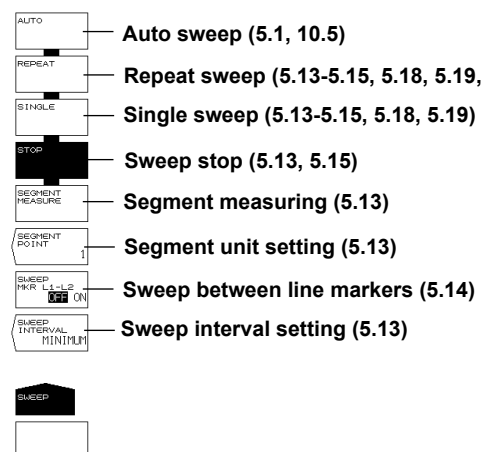 AUTO
Auto sweep (5.1, 10.5)
REPEAT
Repeat sweep (5.13-5.15, 5.18, 5.19,
SINGLE
Single sweep (5.13-5.15, 5.18, 5.19)
STOP
Sweep stop (5.13, 5.15)
SEGMENT
MEASURE
Segment measuring (5.13)
SEGMENT
POINT
1
Segment unit setting (5.13)
SWEEP
MKR L1-L2
OFF ON
Sweep between line markers (5.14)
SWEEP
INTERVAL
MINIMUM
Sweep interval setting (5.13)
SWEEP